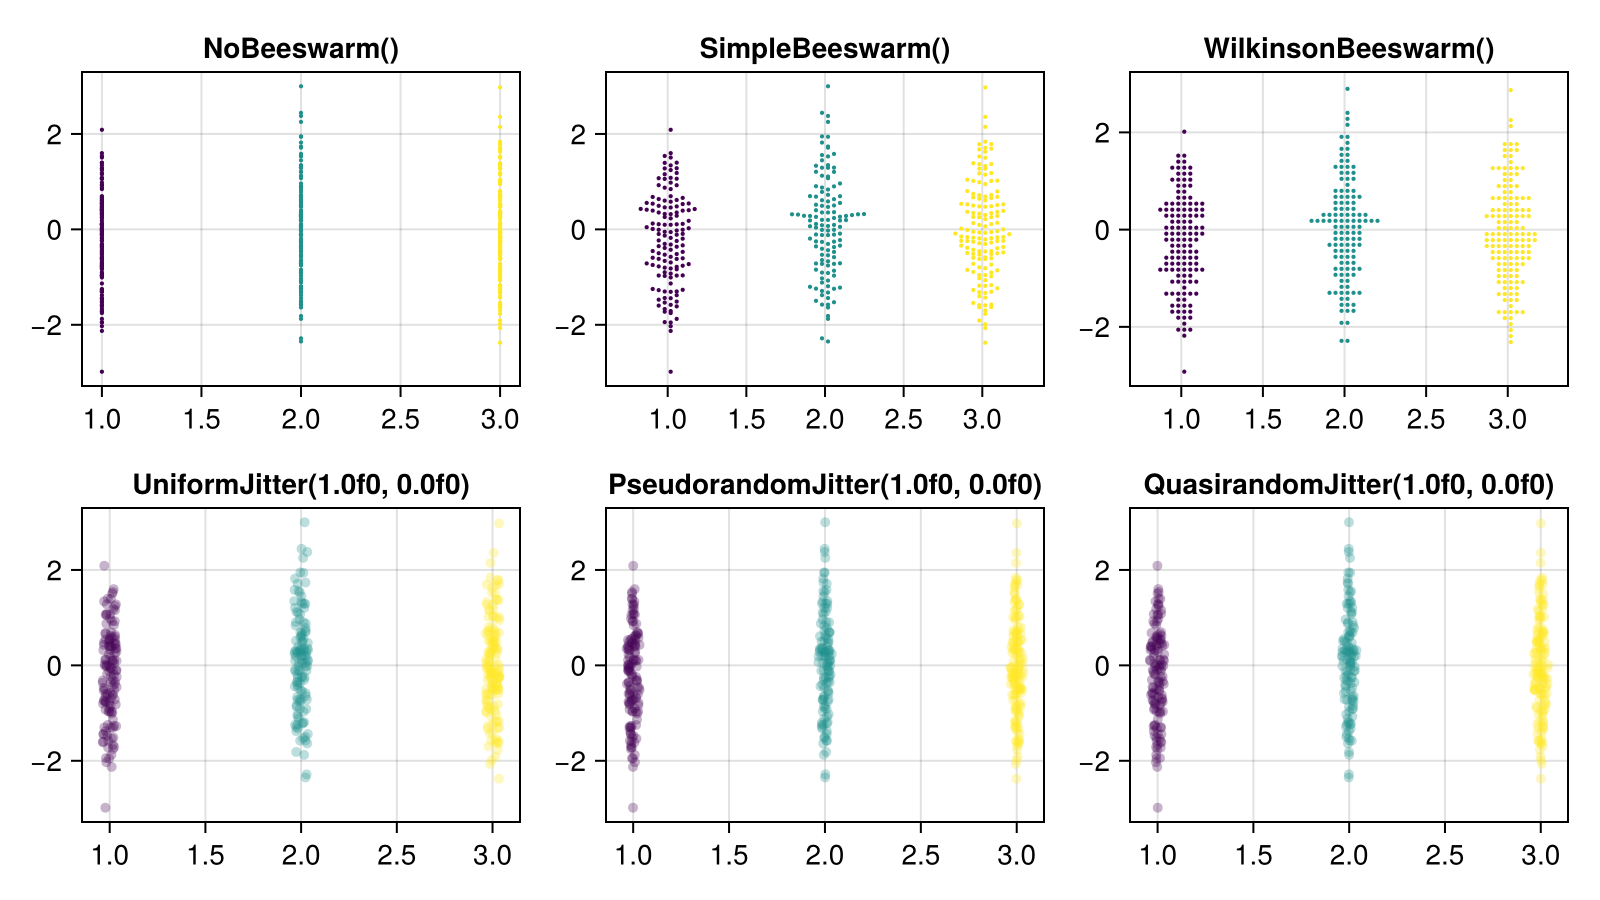 NoBeeswarm()
2
0
−2
1.0 1.5 2.0 2.5 3.0
SimpleBeeswarm()
2
0
−2
1.0 1.5 2.0 2.5 3.0
WilkinsonBeeswarm()
2
0
−2
1.0 1.5 2.0 2.5 3.0
UniformJitter(1.0f0, 0.0f0)
2
0
−2
1.0 1.5 2.0 2.5 3.0
PseudorandomJitter(1.0f0, 0.0f0)
2
0
−2
1.0 1.5 2.0 2.5 3.0
QuasirandomJitter(1.0f0, 0.0f0)
2
0
−2
1.0 1.5 2.0 2.5 3.0